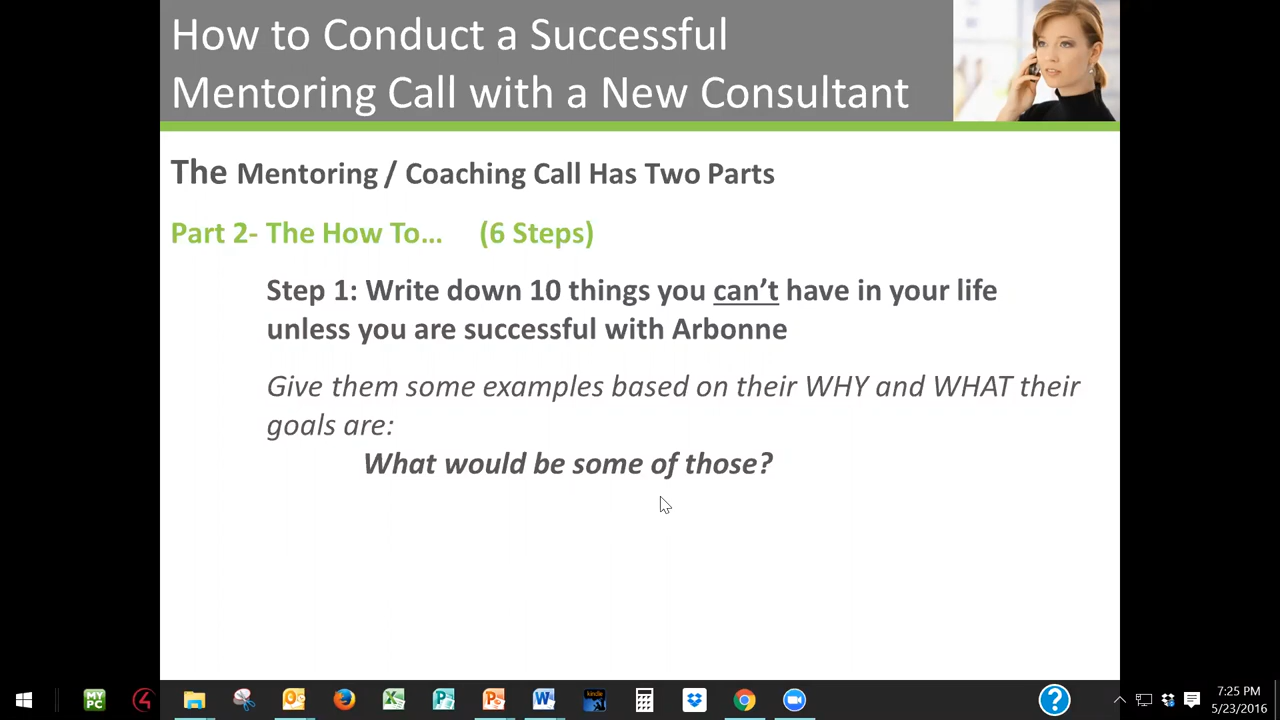 How to Conduct a Successful
Mentoring Call with a New Consultant
The Mentoring / Coaching Call Has Two Parts
Part 2- The How To… (6 Steps)
Step 1: Write down 10 things you can’t have in your life
unless you are successful with Arbonne
Give them some examples based on their WHY and WHAT their
goals are:
What would be some of those?
MY PC
kindle
7:25 PM
5/23/2016